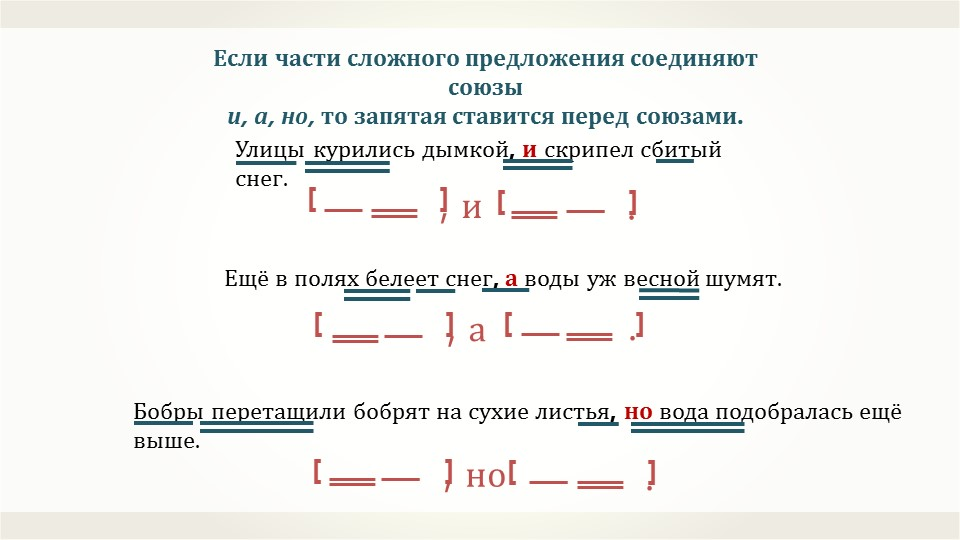 Если части сложного предложения соединяют
союзы
и, а, но, то запятая ставится перед союзами.
Улицы курились дымкой, и скрипел сбитый
снег.
[ ], и [ ].
Ещё в полях белеет снег, а воды уж весной шумят.
[ ], а [ ].
Бобры перетащили бобрят на сухие листья, но вода подобралась ещё
выше.
[ ], но [ ].